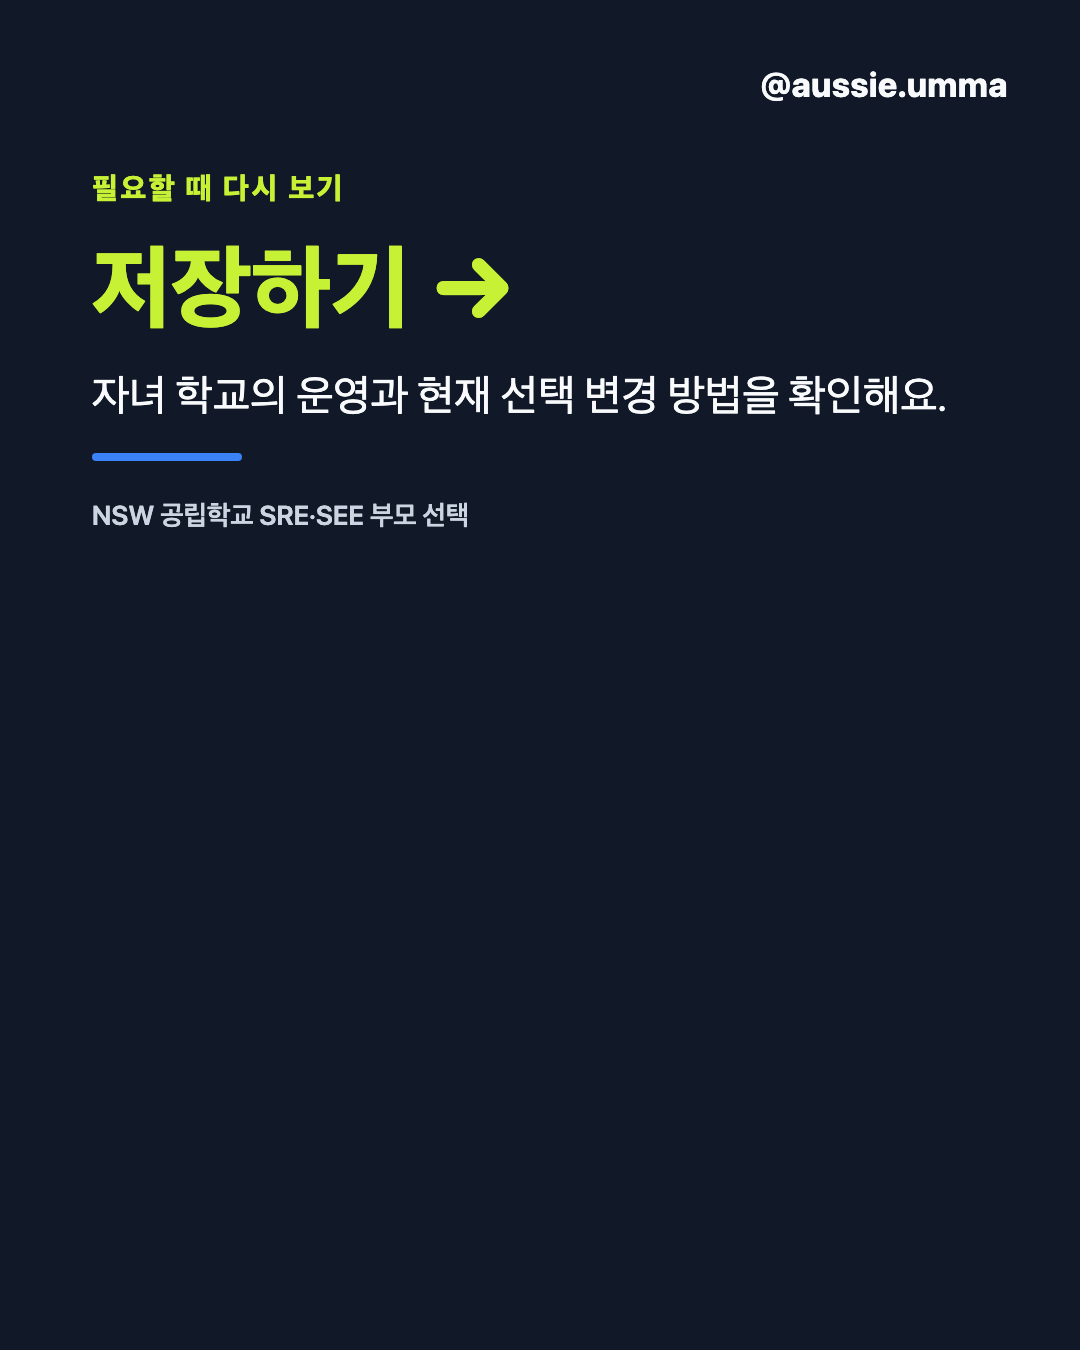 @aussie.umma
필요할 때 다시 보기
저장하기 →
자녀 학교의 운영과 현재 선택 변경 방법을 확인해요.
NSW 공립학교 SRE·SEE 부모 선택